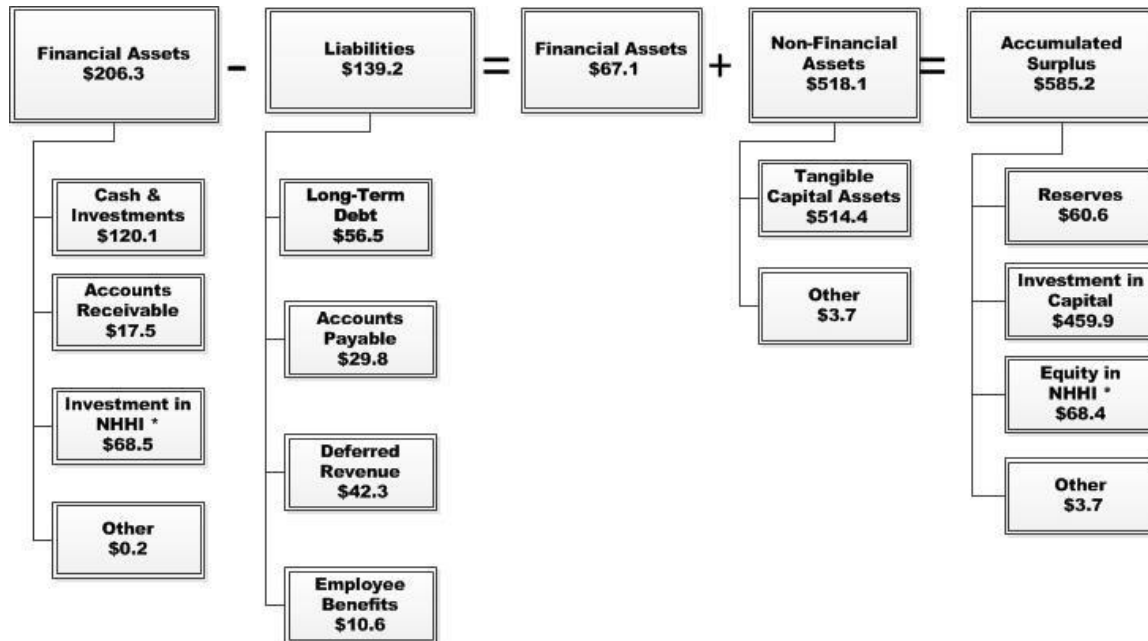 Financial Assets
$206.3
-
Liabilities
$139.2
=
Financial Assets
$67.1
+
Non-Financial
Assets
$518.1
=
Accumulated
Surplus
$585.2
Cash &
Investments
$120.1
Accounts
Receivable
$17.5
Investment in
NHHI *
$68.5
Other
$0.2
Long-Term
Debt
$56.5
Accounts
Payable
$29.8
Deferred
Revenue
$42.3
Employee
Benefits
$10.6
Tangible
Capital Assets
$514.4
Other
$3.7
Reserves
$60.6
Investment in
Capital
$459.9
Equity in
NHHI *
$68.4
Other
$3.7